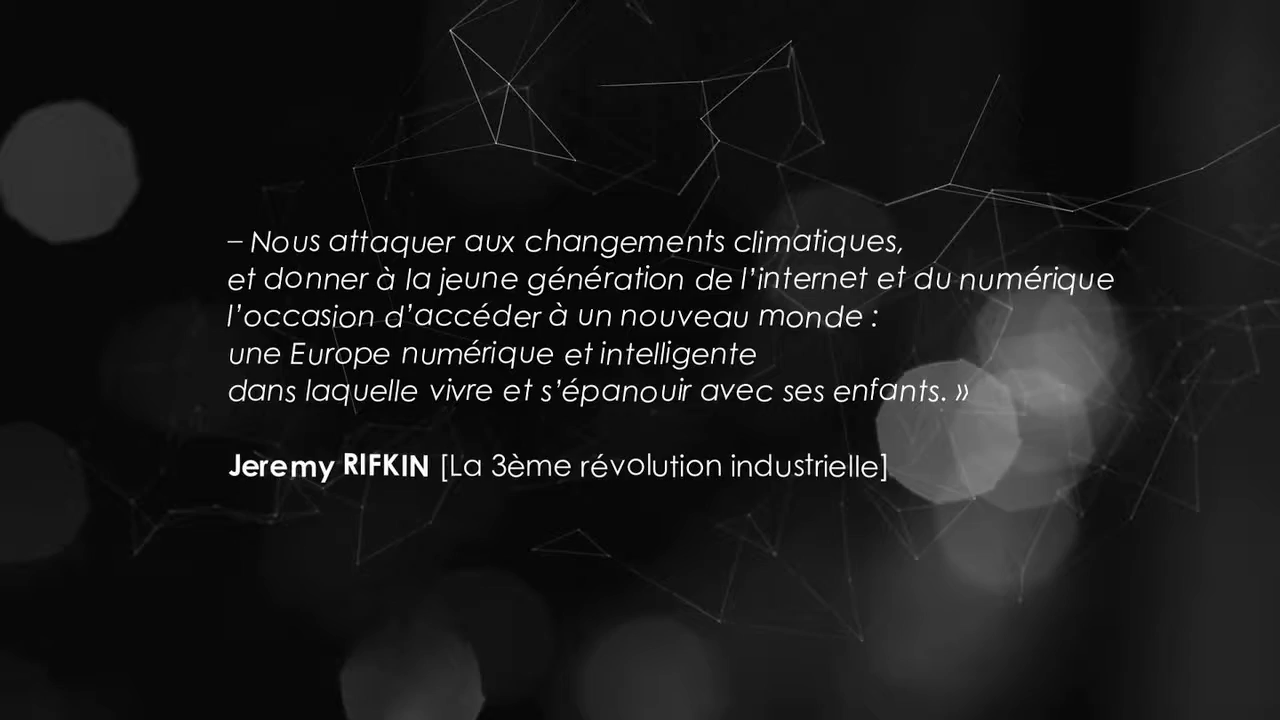 – Nous attaquer aux changements climatiques,
et donner à la jeune génération de l’internet et du numérique
l’occasion d’accéder à un nouveau monde :
une Europe numérique et intelligente
dans laquelle vivre et s’épanouir avec ses enfants. »
Jeremy RIFKIN [La 3ème révolution industrielle]